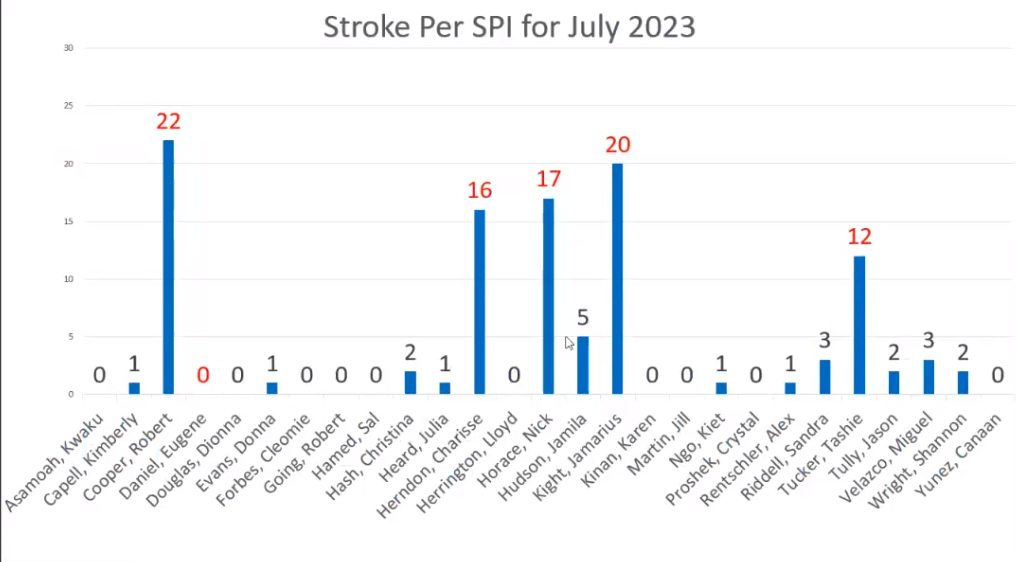 Stroke Per SPI for July 2023
30
25
20
15
10
5
0
0
1
22
0
0
1
0
0
0
2
1
16
0
17
5
20
0
0
1
0
1
3
12
2
3
2
0
Asamoah, Kwaku
Capell, Kimberly
Cooper, Robert
Daniel, Eugene
Douglas, Dionna
Evans, Donna
Forbes, Cleomie
Going, Robert
Hamed, Sal
Hash, Christina
Heard, Julia
Herndon, Charisse
Herrington, Lloyd
Horace, Nick
Hudson, Jamila
Kight, Jamarius
Kinan, Karen
Martin, Jill
Ngo, Kiet
Proshek, Crystal
Rentschler, Alex
Riddell, Sandra
Tucker, Tashie
Tully, Jason
Velazco, Miguel
Wright, Shannon
Yunez, Canaan